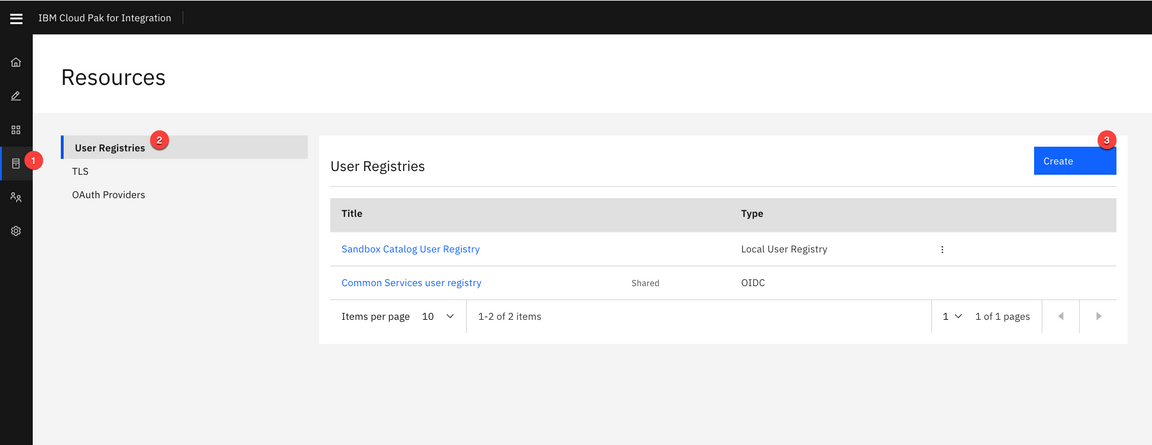 IBM Cloud Pak for Integration
Resources
1
User Registries 2
TLS
OAuth Providers
User Registries
3
Create
Title Type
Sandbox Catalog User Registry Local User Registry
Common Services user registry Shared OIDC
Items per page 10 1-2 of 2 items 1 1 of 1 pages